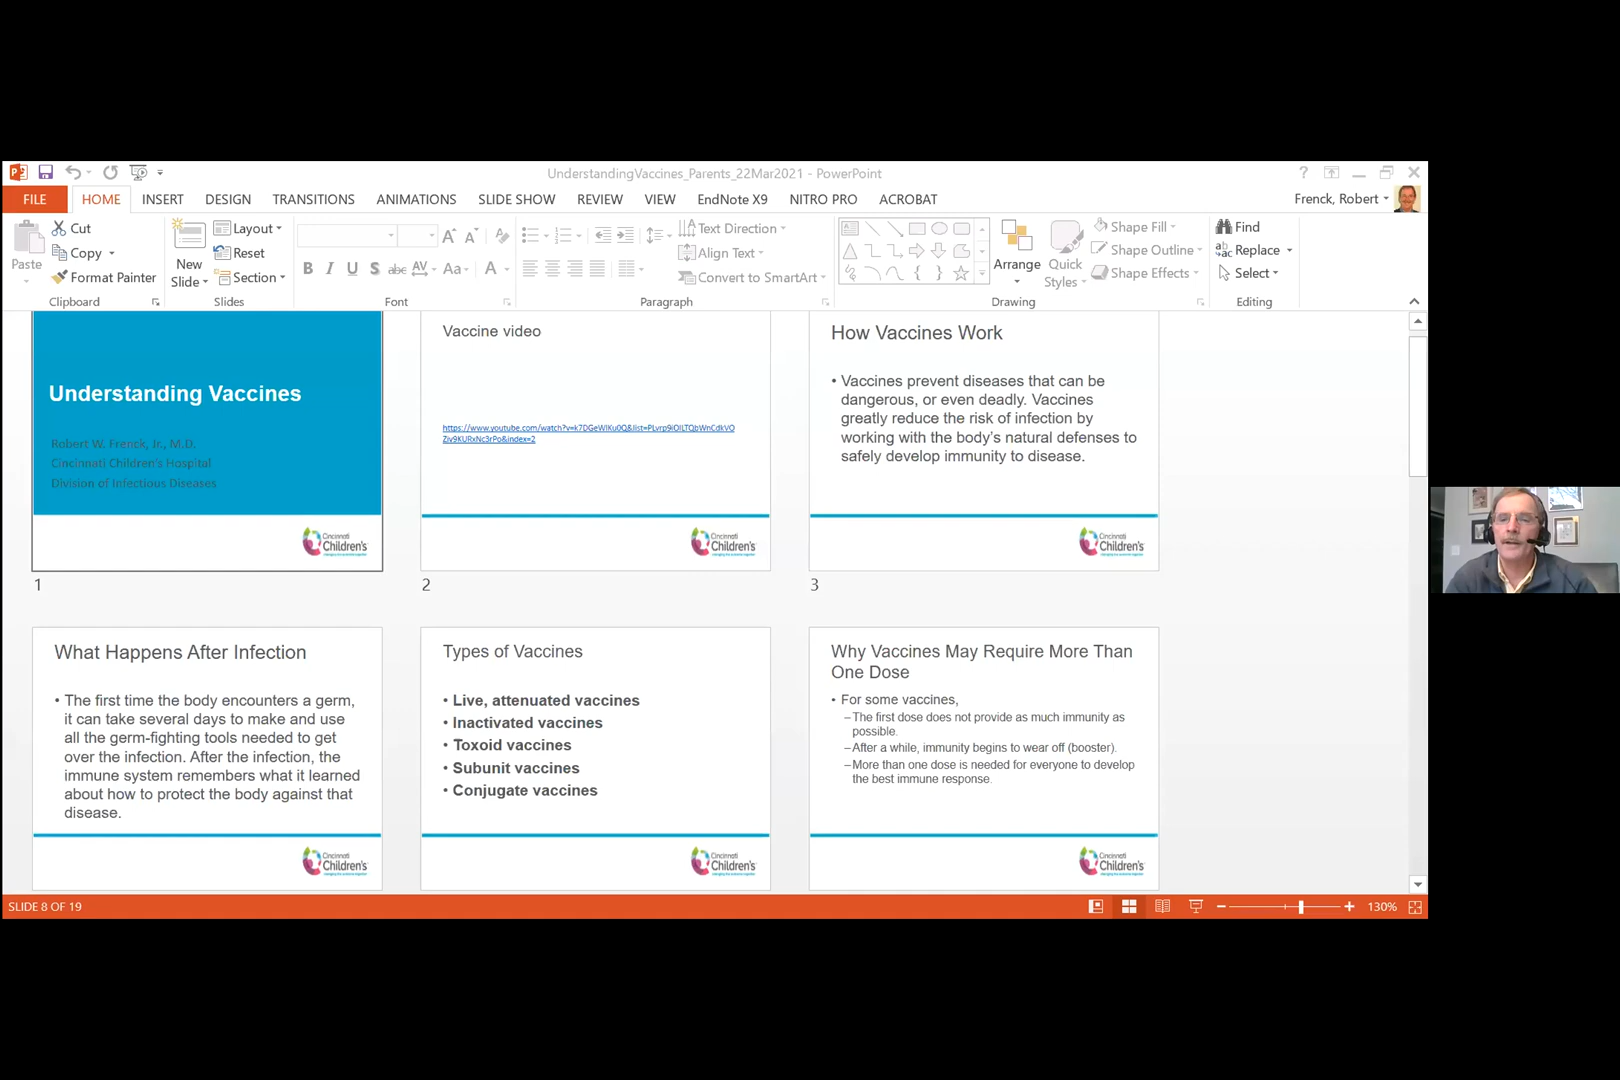 UnderstandingVaccines_Parents_22Mar2021 - PowerPoint
FILE
HOME
INSERT
DESIGN
TRANSITIONS
ANIMATIONS
SLIDE SHOW
REVIEW
VIEW
EndNote X9
NITRO PRO
ACROBAT
Frenck, Robert
Paste
Cut
Copy
Format Painter
Clipboard
New
Slide
Layout
Reset
Section
Slides
Font
Text Direction
Align Text
Convert to SmartArt
Paragraph
Arrange
Quick
Styles
Shape Fill
Shape Outline
Shape Effects
Drawing
Find
Replace
Select
Editing
Understanding Vaccines
Robert W. Frenck, Jr., M.D.
Cincinnati Children's Hospital
Division of Infectious Diseases
Cincinnati
Children's
1
Vaccine video
Cincinnati
Children's
2
How Vaccines Work
• Vaccines prevent diseases that can be
dangerous, or even deadly. Vaccines
greatly reduce the risk of infection by
working with the body's natural defenses to
safely develop immunity to disease.
Cincinnati
Children's
3
What Happens After Infection
• The first time the body encounters a germ,
it can take several days to make and use
all the germ-fighting tools needed to get
over the infection. After the infection, the
immune system remembers what it learned
about how to protect the body against that
disease.
Cincinnati
Children's
Types of Vaccines
• Live, attenuated vaccines
• Inactivated vaccines
• Toxoid vaccines
• Subunit vaccines
• Conjugate vaccines
Cincinnati
Children's
Why Vaccines May Require More Than
One Dose
• For some vaccines,
–The first dose does not provide as much immunity as
possible.
–After a while, immunity begins to wear off (booster).
–More than one dose is needed for everyone to develop
the best immune response.
Cincinnati
Children's
SLIDE 8 OF 19
130%